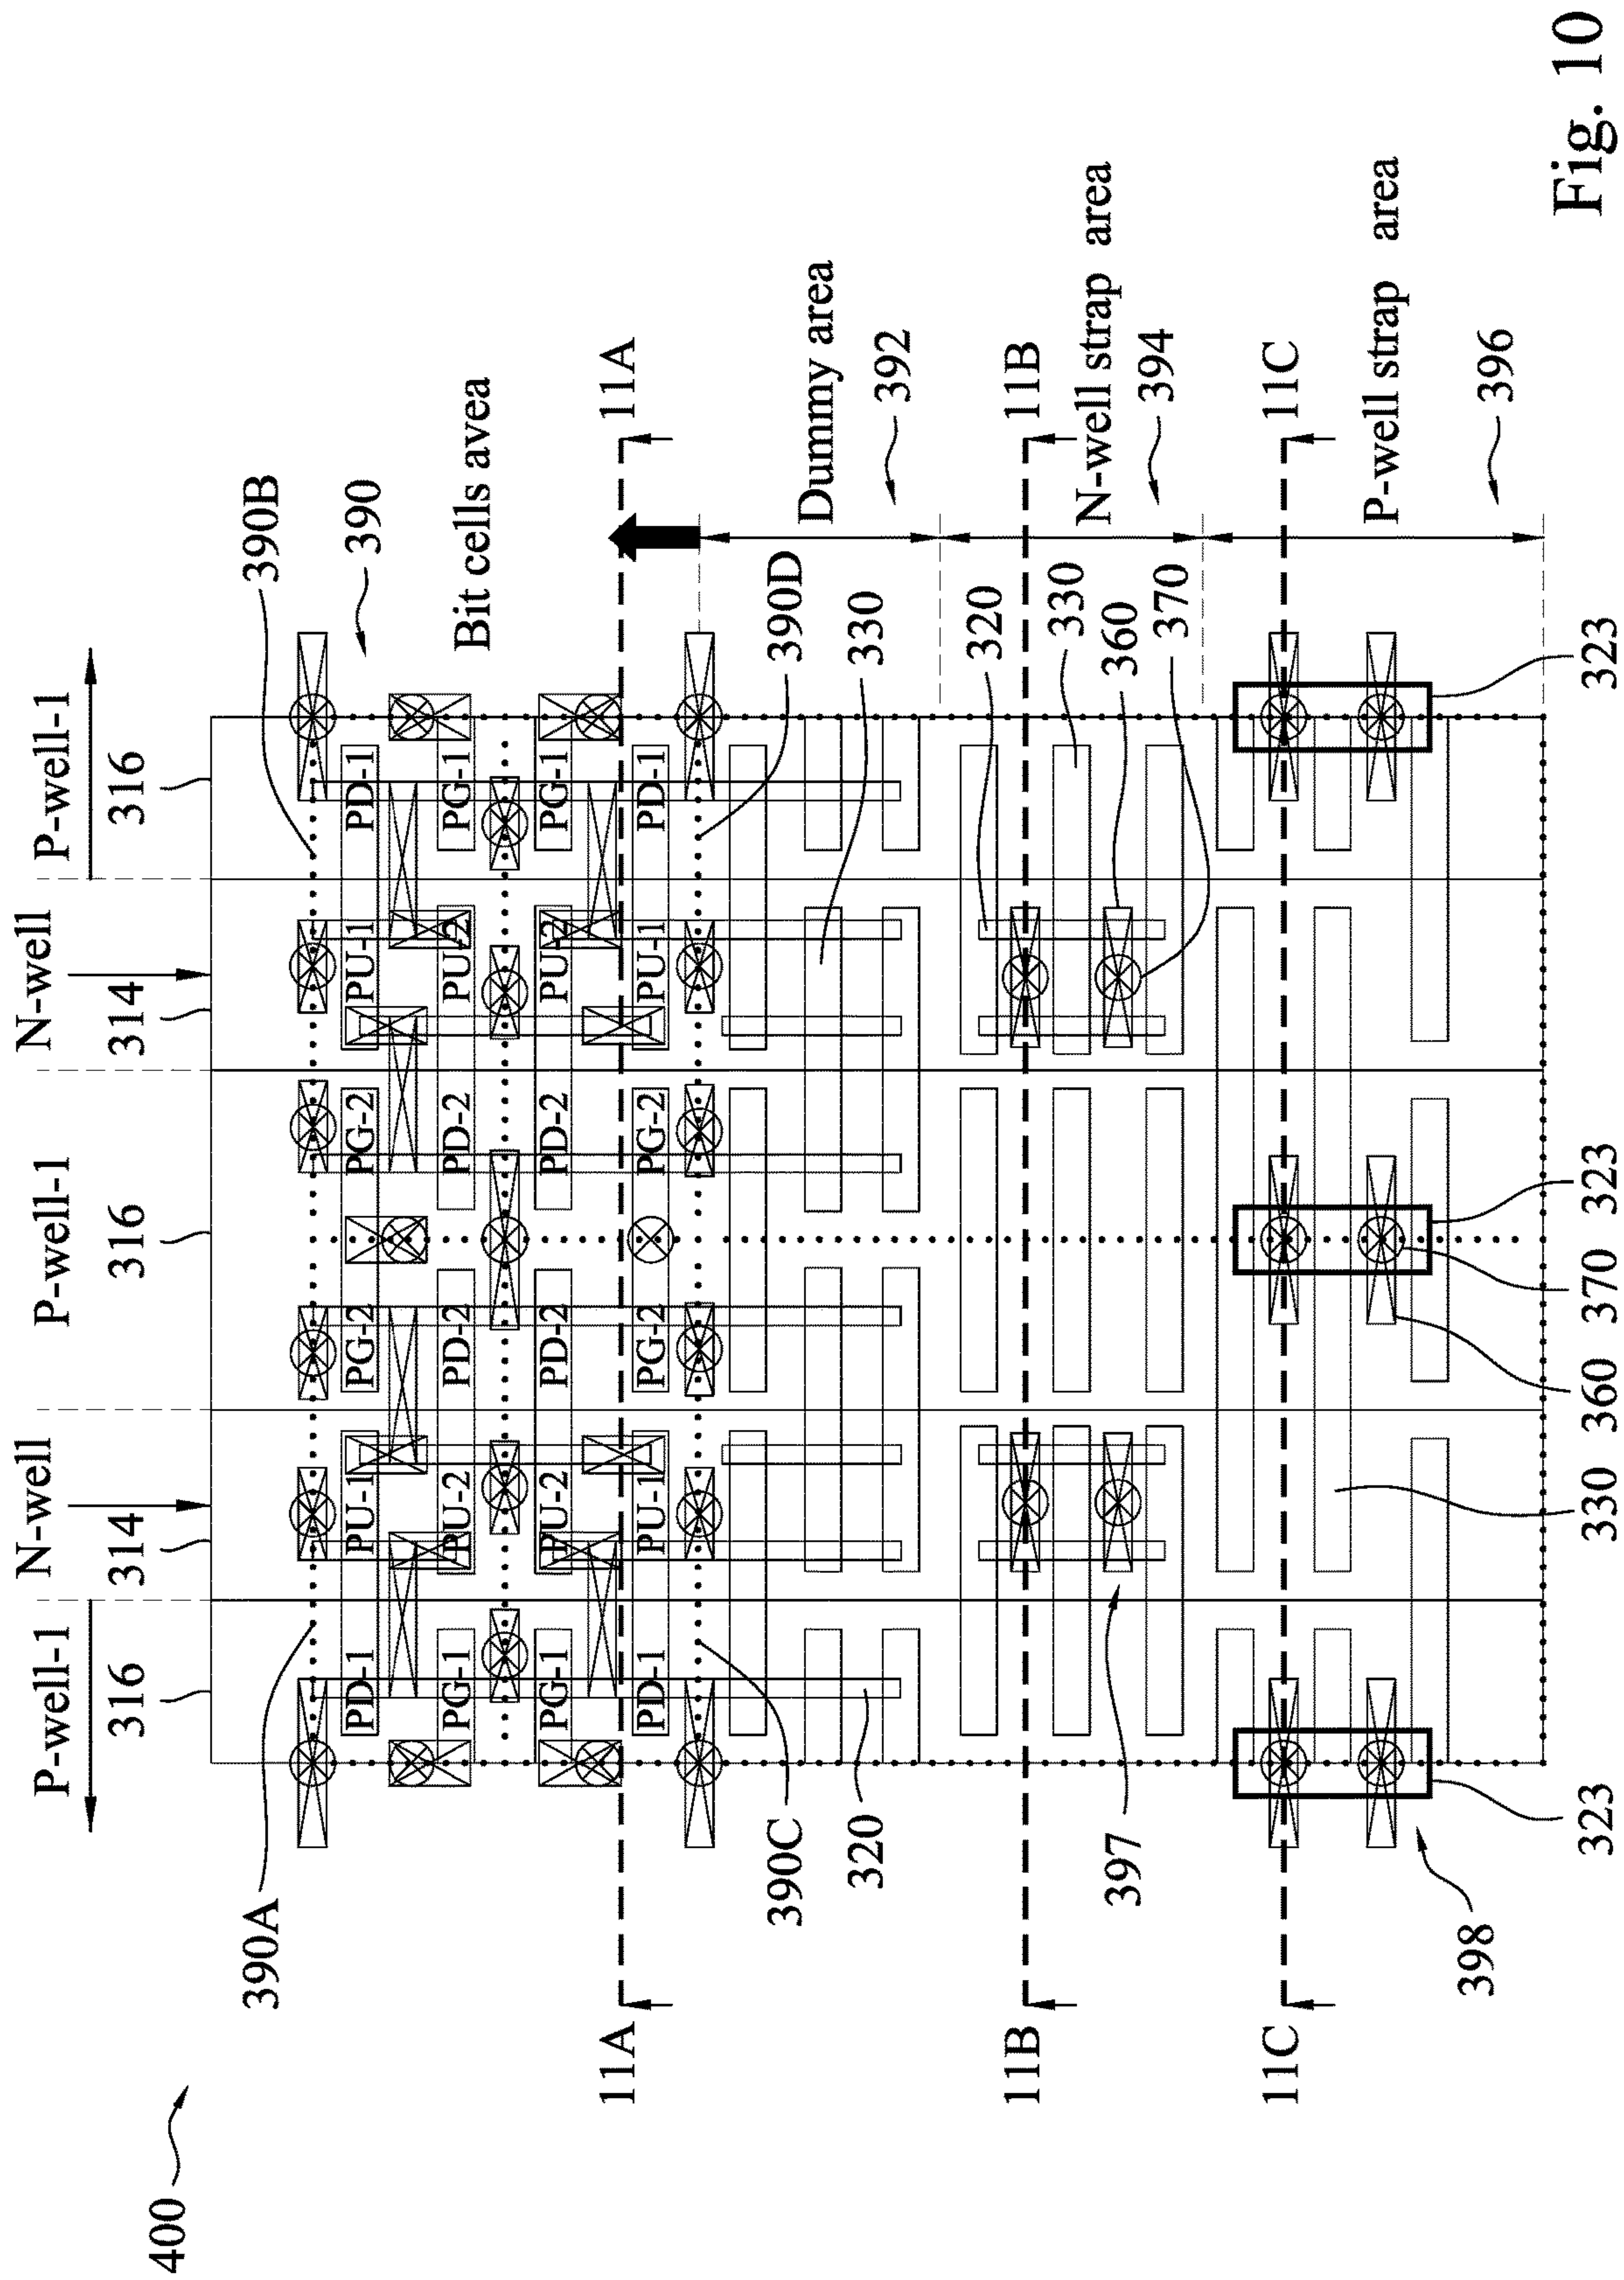 400
P-well-1 N-well P-well-1 N-well P-well-1
316 314 316 314 316
390A 390B
PD-1 PU-1 PG-2 PG-2 PU-1 PD-1 390
PG-1 PU-2 PD-2 PD-2 PU-2 PG-1
Bit cells avea
PG-1 PU-2 PD-2 PD-2 PU-2 PG-1
11A 11A
PD-1 PU-1 PG-2 PG-2 PU-1 PD-1
390C 390D
Dummy area
320 330 392
320
11B 11B
330
N-well strap area
397 360 394
370
11C 11C
P-well strap area
398 396
323 330 360 370 323 323
Fig. 10